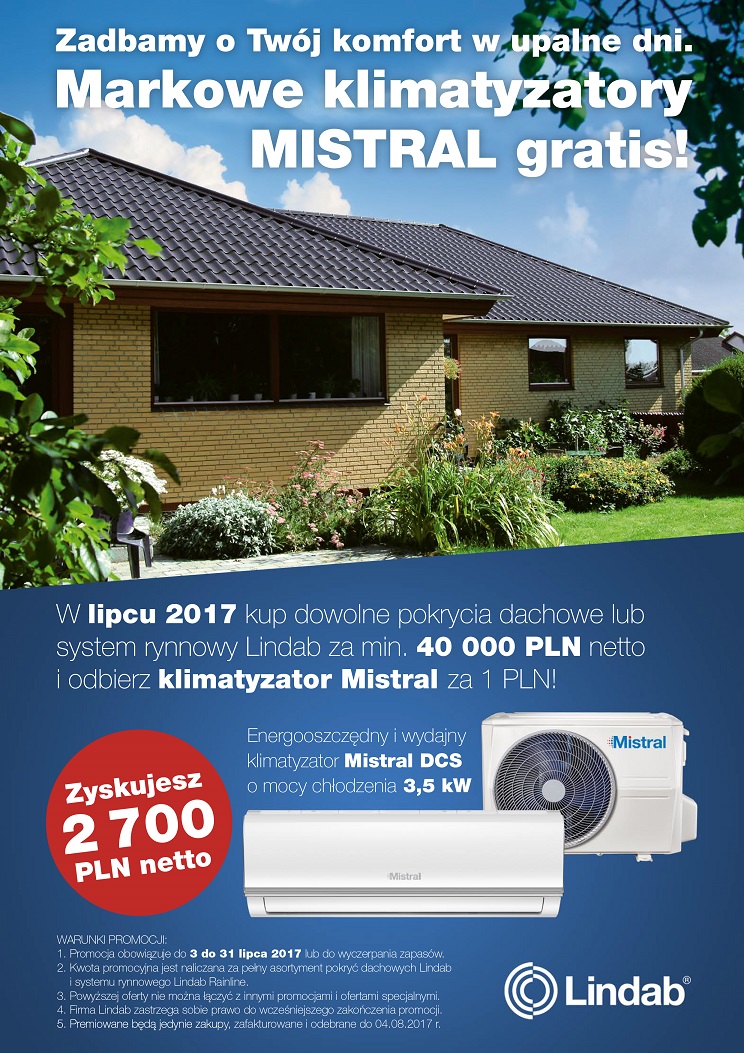 Zadbamy o Twój komfort w upalne dni.
Markowe klimatyzatory
MISTRAL gratis!
W lipcu 2017 kup dowolne pokrycia dachowe lub
system rynnowy Lindab za min. 40 000 PLN netto
i odbierz klimatyzator Mistral za 1 PLN!
Energooszczędny i wydajny
klimatyzator Mistral DCS
o mocy chłodzenia 3,5 kW
Mistral
Zyskujesz
2 700
PLN netto
Mistral
WARUNKI PROMOCJI:
1. Promocja obowiązuje do 3 do 31 lipca 2017 lub do wyczerpania zapasów.
2. Kwota promocyjna jest naliczana za pełny asortyment pokryć dachowych Lindab
i systemu rynnowego Lindab Rainline.
3. Powyższej oferty nie można łączyć z innymi promocjami i ofertami specjalnymi.
4. Firma Lindab zastrzega sobie prawo do wcześniejszego zakończenia promocji.
5. Premiowane będą jedynie zakupy, zafakturowane i odebrane do 04.08.2017 r.
Lindab®